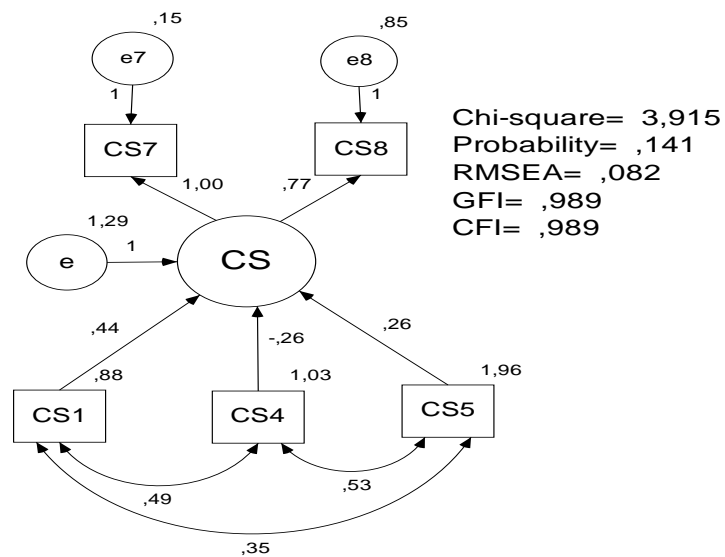 ,15
,85
e7
e8
1
1
Chi-square= 3,915
Probability= ,141
RMSEA= ,082
GFI= ,989
CFI= ,989
CS7
CS8
1,00
,77
1,29
1
e
CS
,44
-,26
,26
,88
1,03
1,96
CS1
CS4
CS5
,49
,53
,35